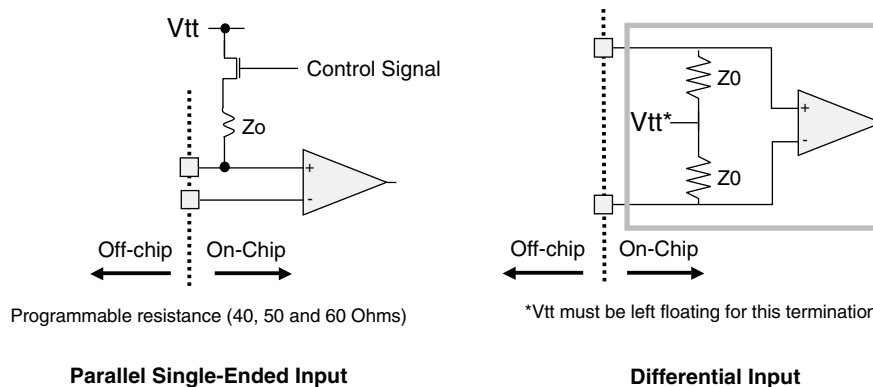 Vtt
Control Signal
Zo
+
-
Off-chip
On-Chip
Programmable resistance (40, 50 and 60 Ohms)
Parallel Single-Ended Input
Z0
Vtt*
Z0
+
-
Off-chip
On-Chip
*Vtt must be left floating for this termination
Differential Input